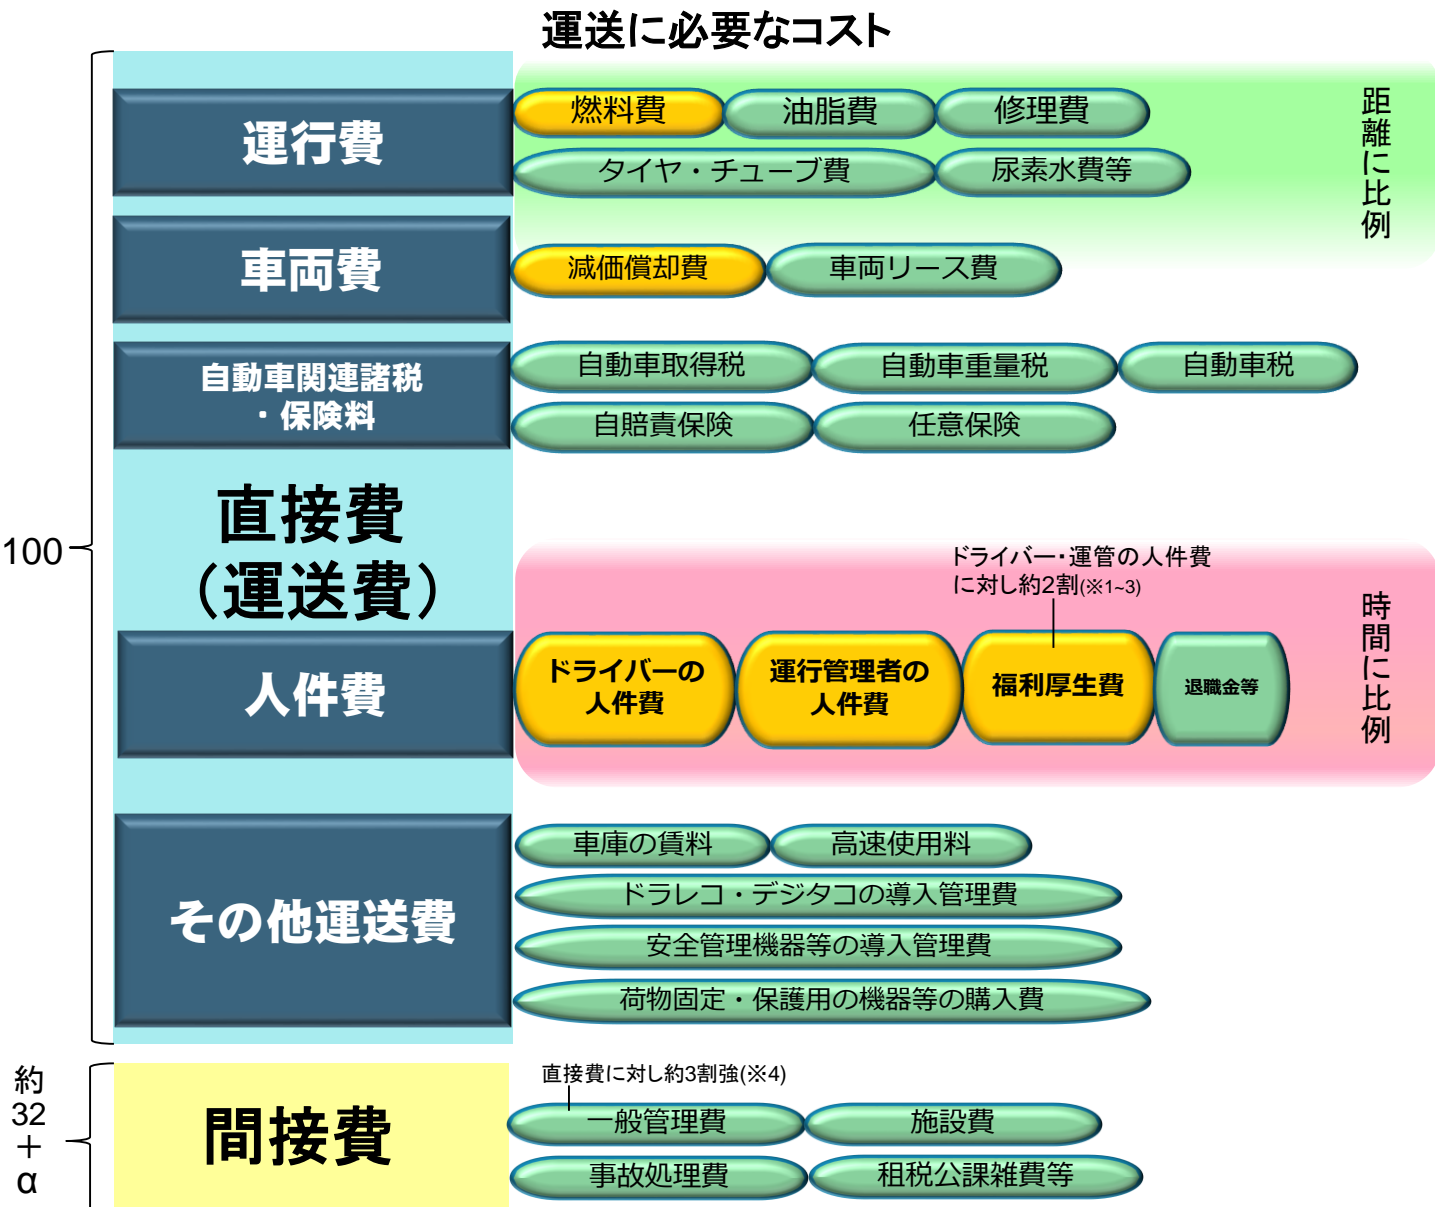 運送に必要なコスト
100
直接費
（運送費）
運行費
燃料費
油脂費
修理費
タイヤ・チューブ費
尿素水費等
距離に比例
車両費
減価償却費
車両リース費
自動車関連諸税
・保険料
自動車取得税
自動車重量税
自動車税
自賠責保険
任意保険
人件費
ドライバー・運管の人件費
に対し約2割(※1~3)
ドライバーの
人件費
運行管理者の
人件費
福利厚生費
退職金等
時間に比例
その他運送費
車庫の賃料
高速使用料
ドラレコ・デジタコの導入管理費
安全管理機器等の導入管理費
荷物固定・保護用の機器等の購入費
約
32
＋
α
間接費
直接費に対し約3割強(※4)
一般管理費
施設費
事故処理費
租税公課雑費等